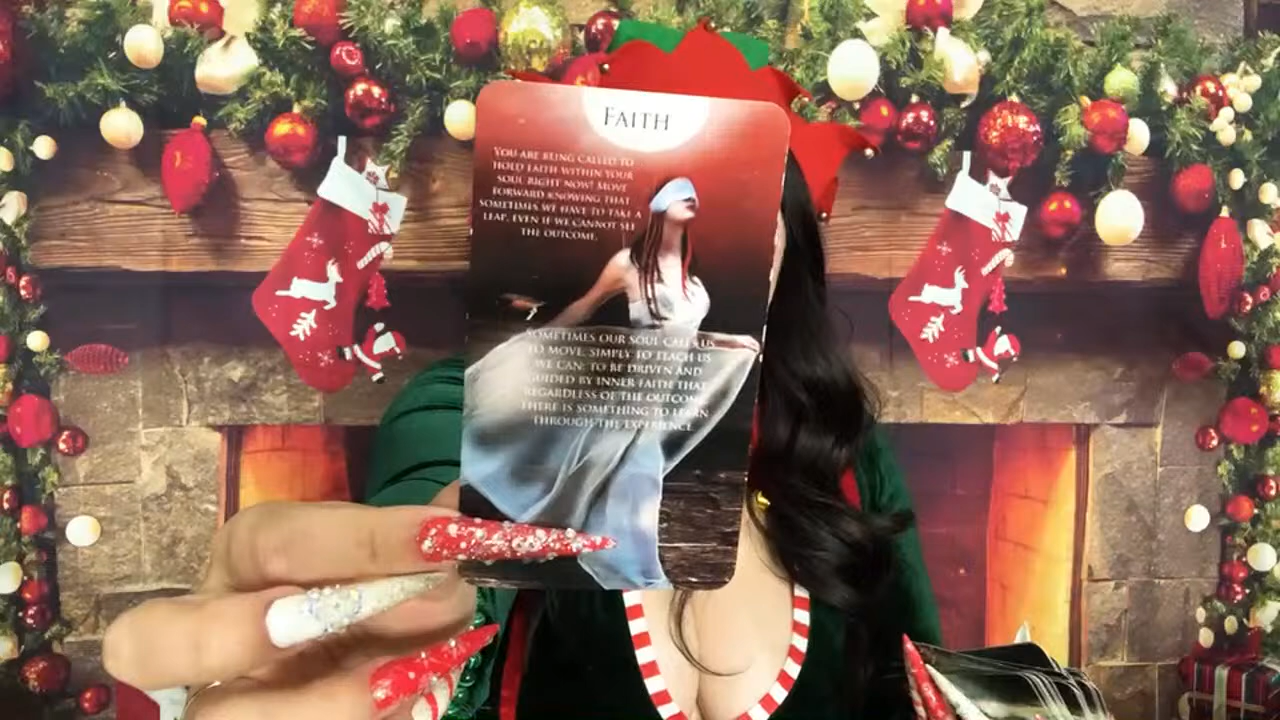 FAITH
YOU ARE BEING CALLED TO
HOLD FAITH WITHIN YOUR
SOUL RIGHT NOW! MOVE
FORWARD KNOWING THAT
SOMETIMES WE HAVE TO TAKE A
LEAP, EVEN IF WE CANNOT SEE
THE OUTCOME.
SOMETIMES OUR SOUL CALLS US
TO MOVE, SIMPLY TO TEACH US
WE CAN: TO BE DRIVEN AND
GUIDED BY INNER FAITH THAT
REGARDLESS OF THE OUTCOME
THERE IS SOMETHING TO LEARN
THROUGH THE EXPERIENCE.